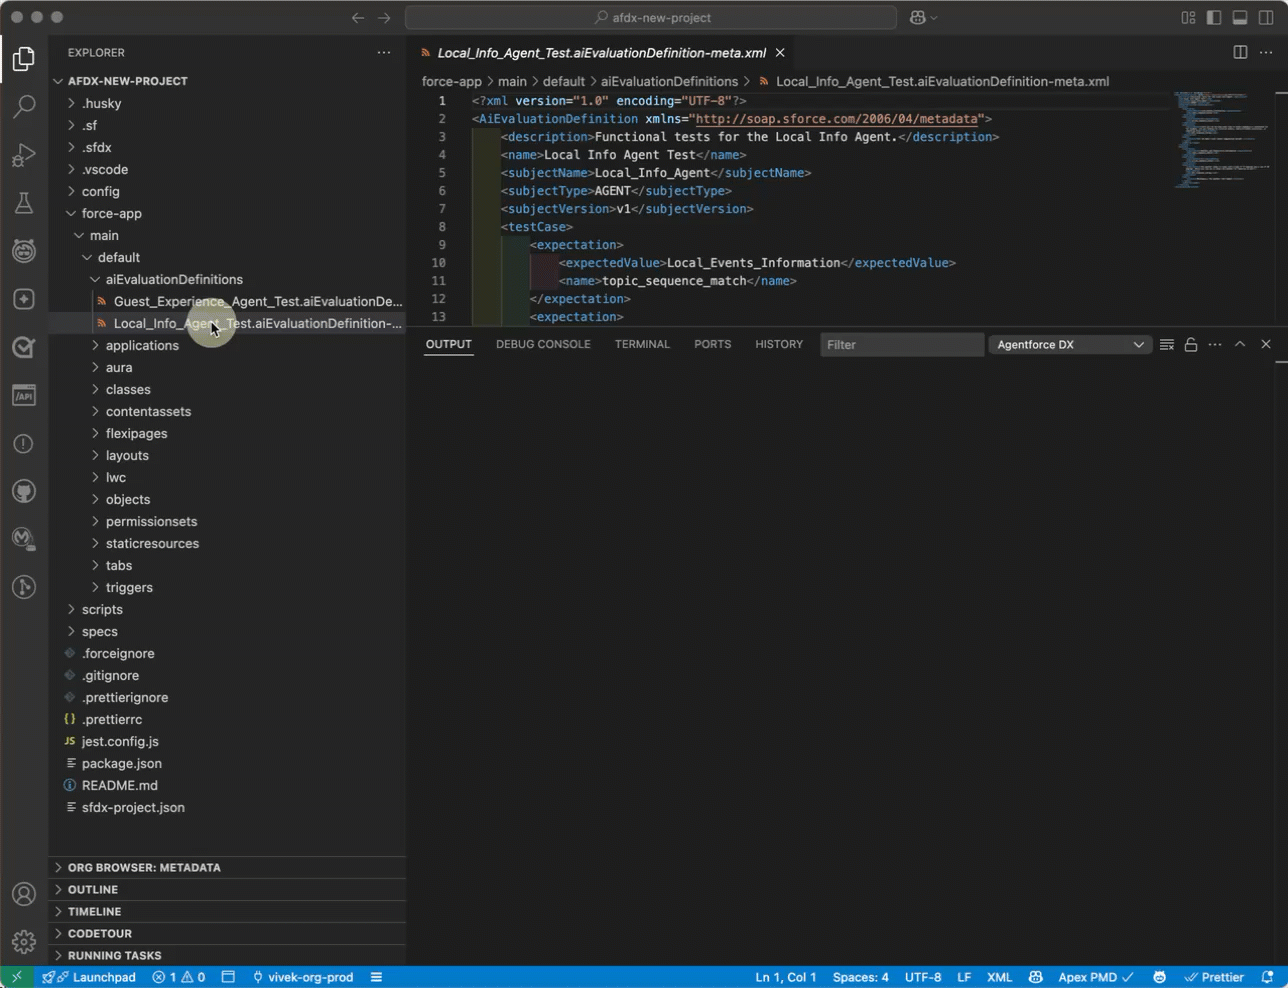 afdx-new-project
EXPLORER
AFDX-NEW-PROJECT
.husky
.sf
.sfdx
.vscode
config
force-app
main
default
aiEvaluationDefinitions
Guest_Experience_Agent_Test.aiEvaluationDe...
Local_Info_Agent_Test.aiEvaluationDefinition-...
applications
aura
classes
contentassets
flexipages
layouts
lwc
objects
permissionsets
staticresources
tabs
triggers
scripts
specs
.forceignore
.gitignore
.prettierignore
{} .prettierrc
JS jest.config.js
package.json
README.md
sfdx-project.json
ORG BROWSER: METADATA
OUTLINE
TIMELINE
CODETOUR
RUNNING TASKS
/API
Local_Info_Agent_Test.aiEvaluationDefinition-meta.xml
force-app > main > default > aiEvaluationDefinitions > Local_Info_Agent_Test.aiEvaluationDefinition-meta.xml
1 <?xml version="1.0" encoding="UTF-8"?>
2 <AiEvaluationDefinition xmlns="http://soap.sforce.com/2006/04/metadata">
3 <description>Functional tests for the Local Info Agent.</description>
4 <name>Local Info Agent Test</name>
5 <subjectName>Local_Info_Agent</subjectName>
6 <subjectType>AGENT</subjectType>
7 <subjectVersion>v1</subjectVersion>
8 <testCase>
9 <expectation>
10 <expectedValue>Local_Events_Information</expectedValue>
11 <name>topic_sequence_match</name>
12 </expectation>
13 <expectation>
OUTPUT DEBUG CONSOLE TERMINAL PORTS HISTORY Filter Agentforce DX
Launchpad 1 0 vivek-org-prod Ln 1, Col 1 Spaces: 4 UTF-8 LF XML Apex PMD Prettier